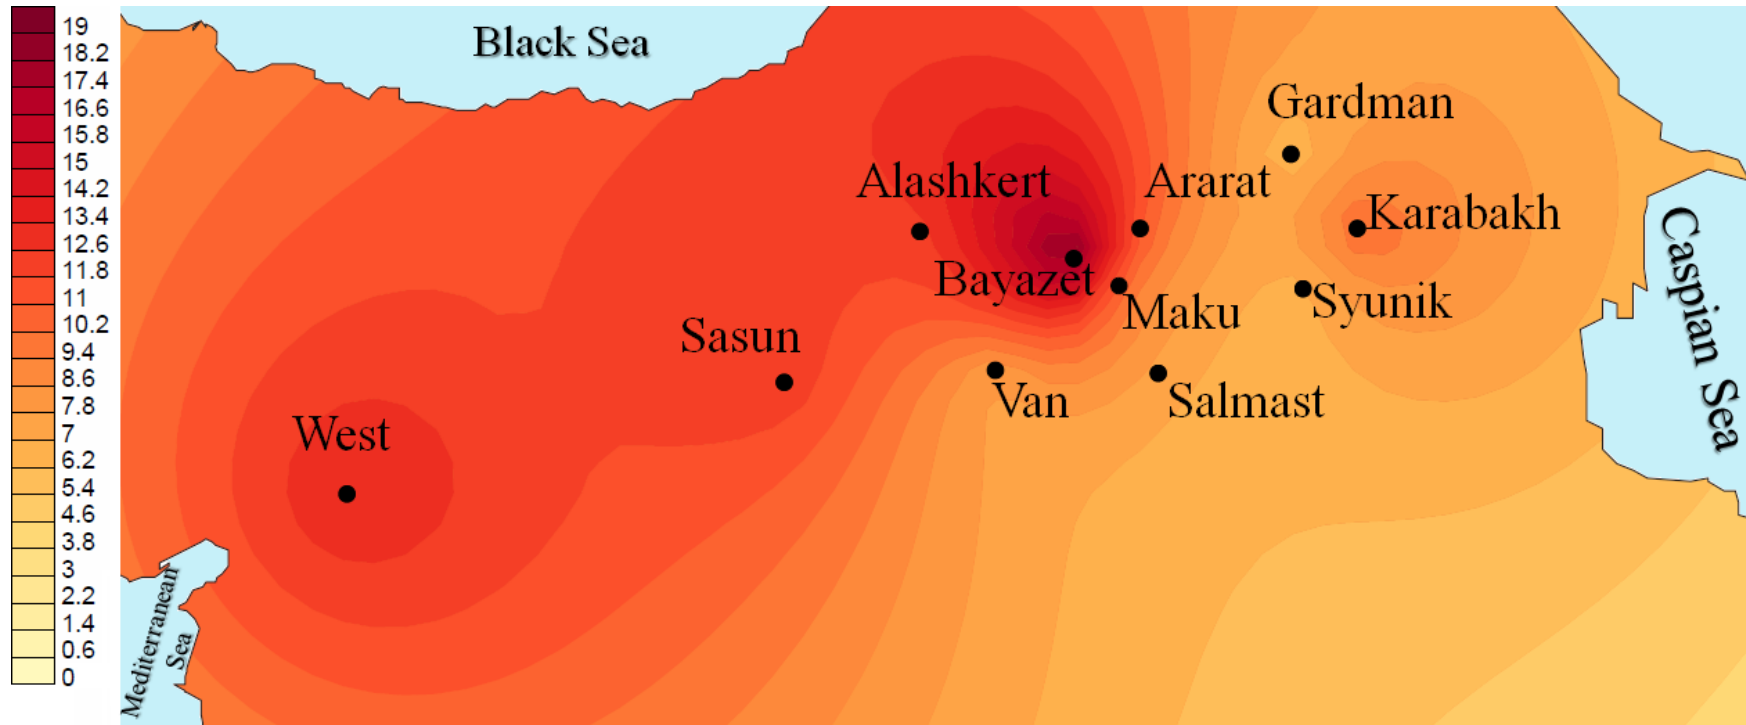 19
18.2
17.4
16.6
15.8
15
14.2
13.4
12.6
11.8
11
10.2
9.4
8.6
7.8
7
6.2
5.4
4.6
3.8
3
2.2
1.4
0.6
0
Black Sea
Gardman
Alashkert
Ararat
Karabakh
Bayazet
Maku
Syunik
Sasun
Van
Salmast
West
Caspian Sea
Mediterranean
Sea